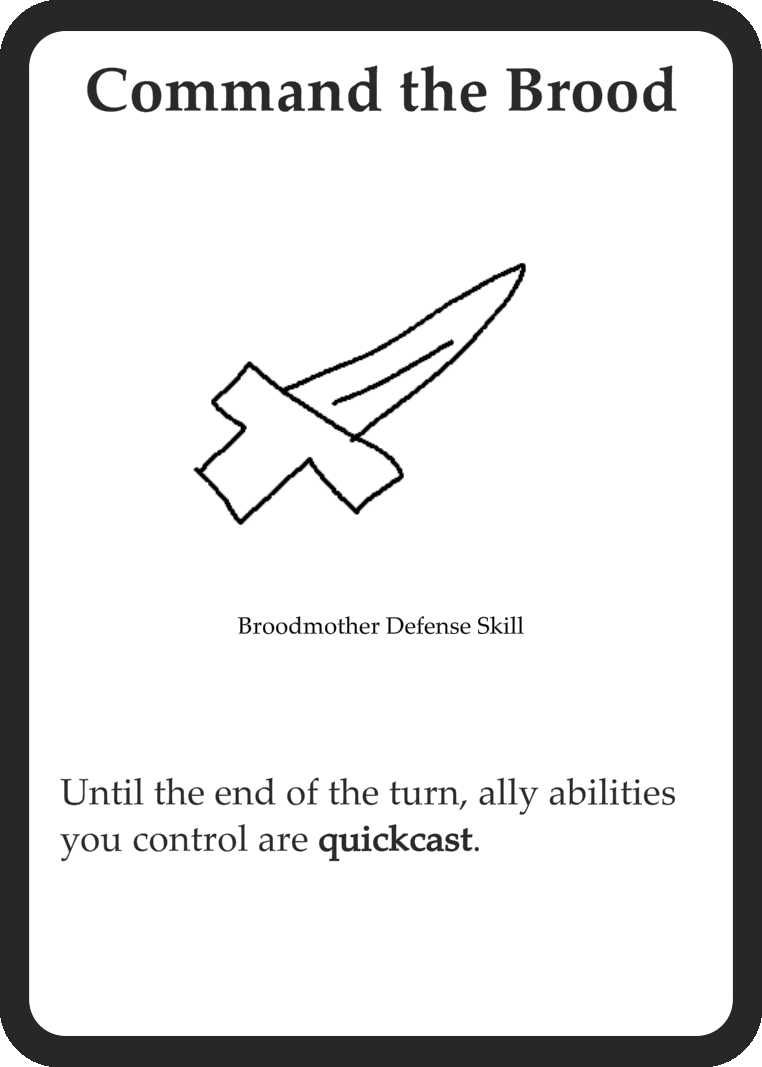 Command the Brood
Broodmother Defense Skill
Until the end of the turn, ally abilities
you control are quickcast.